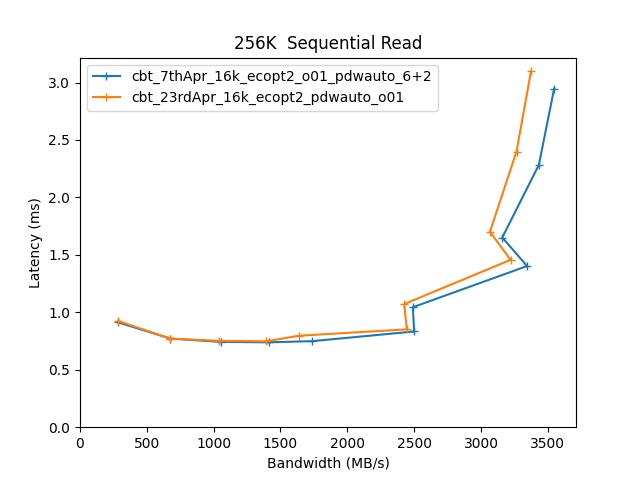 256K  Sequential Read
cbt_7thApr_16k_ecopt2_o01_pdwauto_6+2
cbt_23rdApr_16k_ecopt2_pdwauto_o01
3.0
2.5
2.0
1.5
1.0
0.5
0.0
Latency (ms)
0 500 1000 1500 2000 2500 3000 3500
Bandwidth (MB/s)